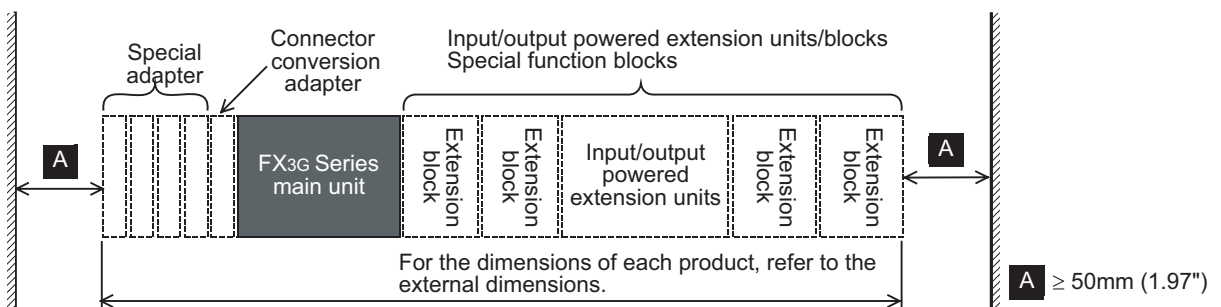 Special
adapter
Connector
conversion
adapter
Input/output powered extension units/blocks
Special function blocks
A
FX3G Series
main unit
Extension
block
Extension
block
Input/output
powered
extension units
Extension
block
Extension
block
A
For the dimensions of each product, refer to the
external dimensions.
A ≥ 50mm (1.97")